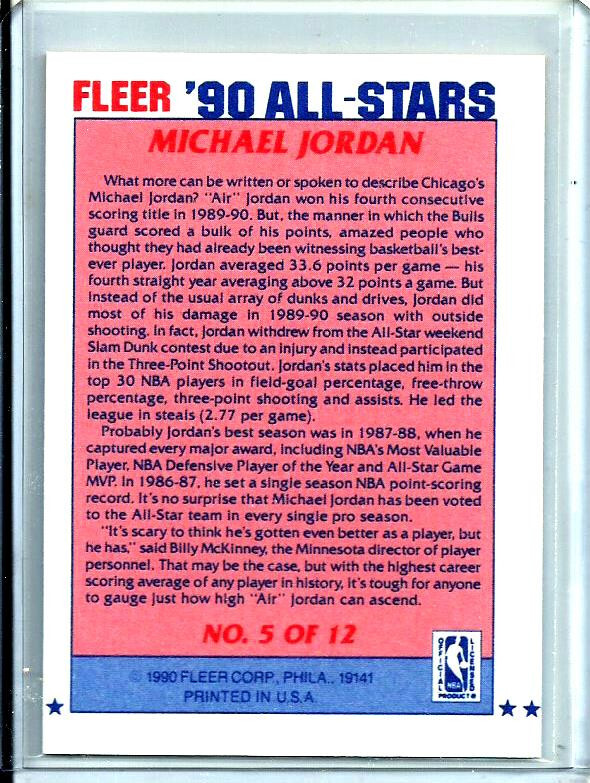 FLEER '90 ALL-STARS
MICHAEL JORDAN
What more can be written or spoken to describe Chicago's
Michael Jordan? "Air" Jordan won his fourth consecutive
scoring title in 1989-90. But, the manner in which the Bulls
guard scored a bulk of his points, amazed people who
thought they had already been witnessing basketball's best-
ever player. Jordan averaged 33.6 points per game — his
fourth straight year averaging above 32 points a game. But
instead of the usual array of dunks and drives, Jordan did
most of his damage in 1989-90 season with outside
shooting. In fact, Jordan withdrew from the All-Star weekend
Slam Dunk contest due to an injury and instead participated
in the Three-Point Shootout. Jordan's stats placed him in the
top 30 NBA players in field-goal percentage, free-throw
percentage, three-point shooting and assists. He led the
league in steals (2.77 per game).
Probably Jordan's best season was in 1987-88, when he
captured every major award, including NBA's Most Valuable
Player, NBA Defensive Player of the Year and All-Star Game
MVP. In 1986-87, he set a single season NBA point-scoring
record. It's no surprise that Michael Jordan has been voted
to the All-Star team in every single pro season.
"It's scary to think he's gotten even better as a player, but
he has," said Billy McKinney, the Minnesota director of player
personnel. That may be the case, but with the highest career
scoring average of any player in history, it's tough for anyone
to gauge just how high "Air" Jordan can ascend.
NO. 5 OF 12
OFFICIAL NBA LICENSED
PRODUCT ®
© 1990 FLEER CORP., PHILA., 19141
PRINTED IN U.S.A.